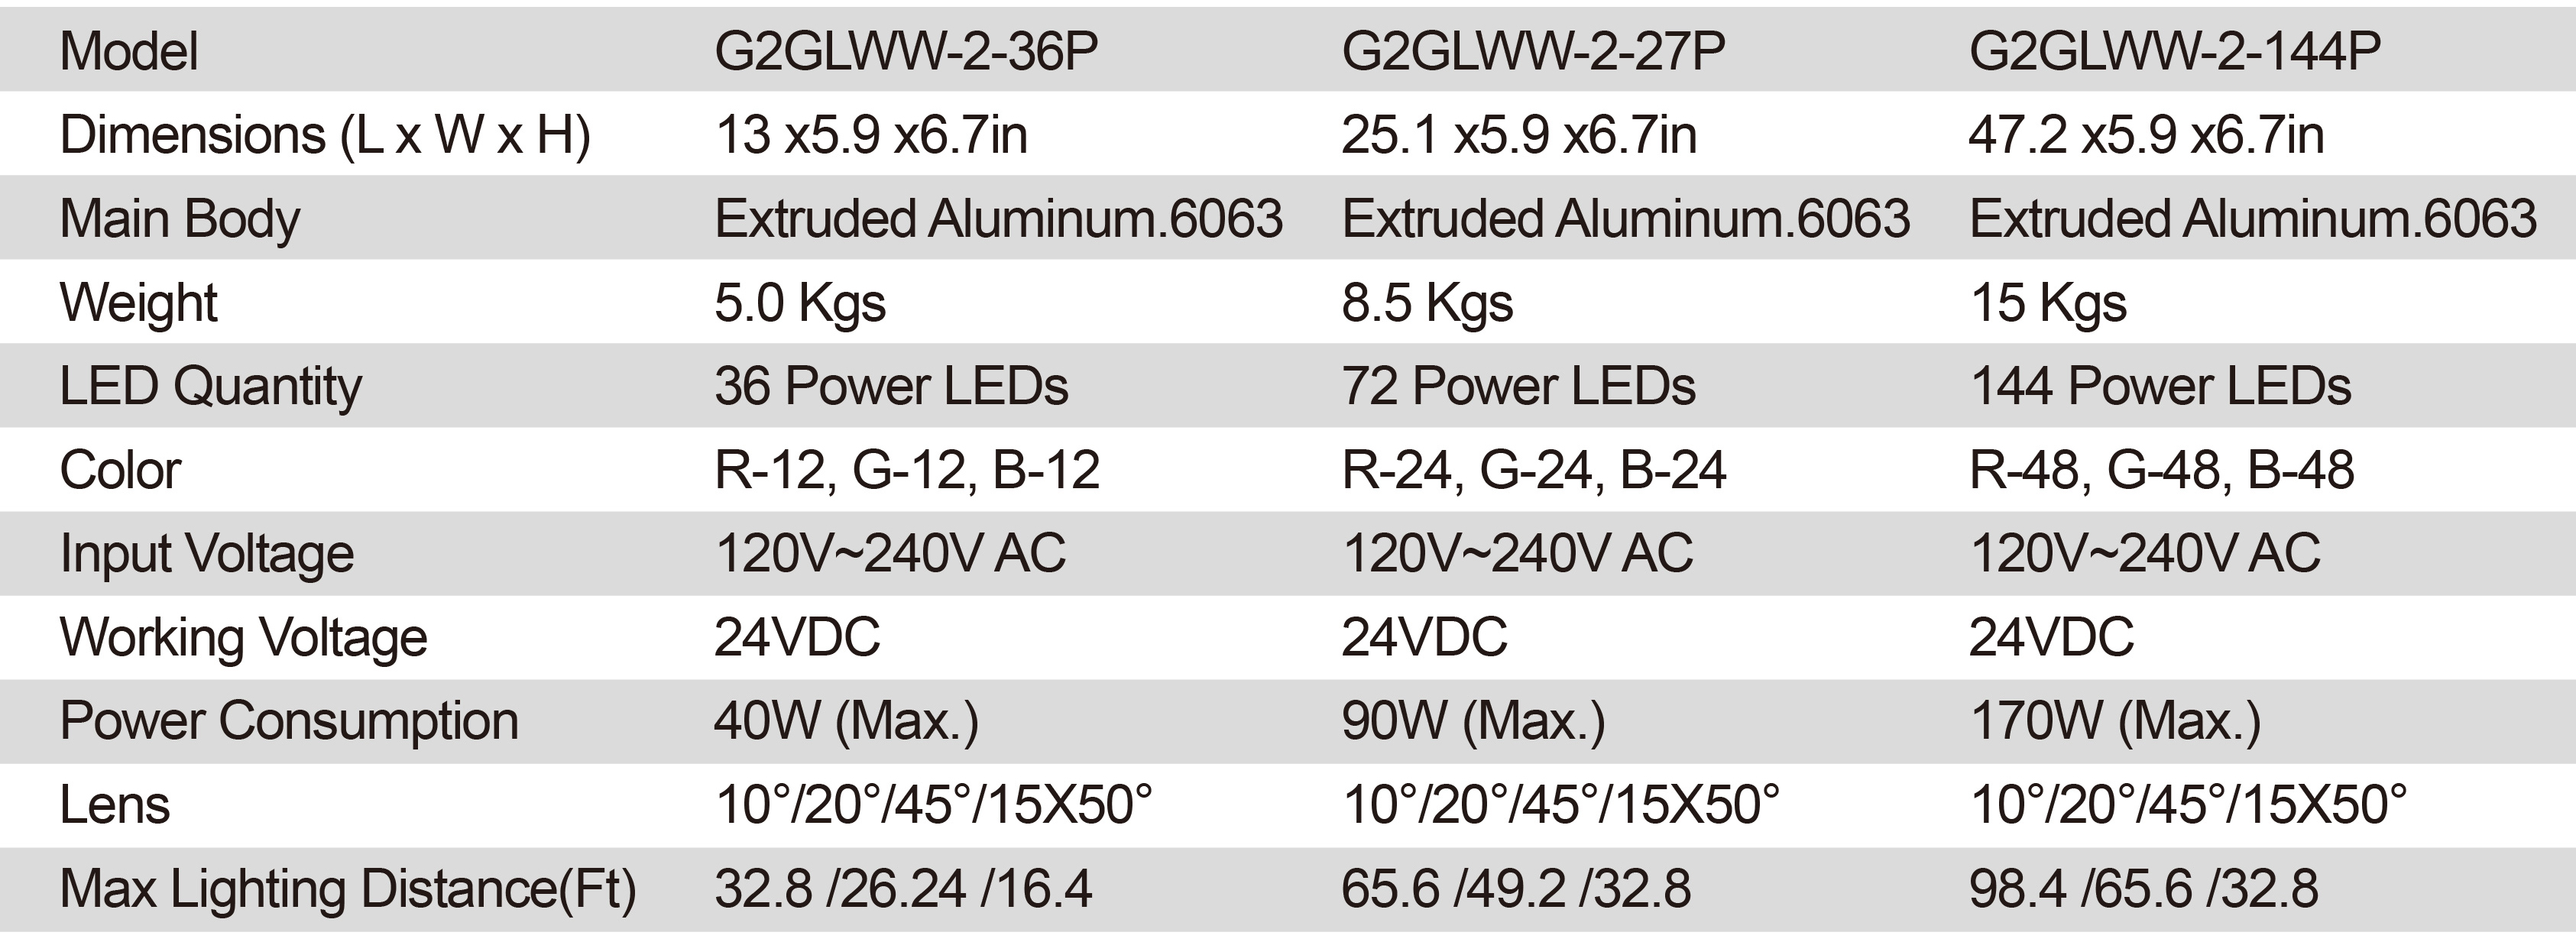 Model G2GLWW-2-36P G2GLWW-2-27P G2GLWW-2-144P
Dimensions (L x W x H) 13 x5.9 x6.7in 25.1 x5.9 x6.7in 47.2 x5.9 x6.7in
Main Body Extruded Aluminum.6063 Extruded Aluminum.6063 Extruded Aluminum.6063
Weight 5.0 Kgs 8.5 Kgs 15 Kgs
LED Quantity 36 Power LEDs 72 Power LEDs 144 Power LEDs
Color R-12, G-12, B-12 R-24, G-24, B-24 R-48, G-48, B-48
Input Voltage 120V~240V AC 120V~240V AC 120V~240V AC
Working Voltage 24VDC 24VDC 24VDC
Power Consumption 40W (Max.) 90W (Max.) 170W (Max.)
Lens 10°/20°/45°/15X50° 10°/20°/45°/15X50° 10°/20°/45°/15X50°
Max Lighting Distance(Ft) 32.8 /26.24 /16.4 65.6 /49.2 /32.8 98.4 /65.6 /32.8